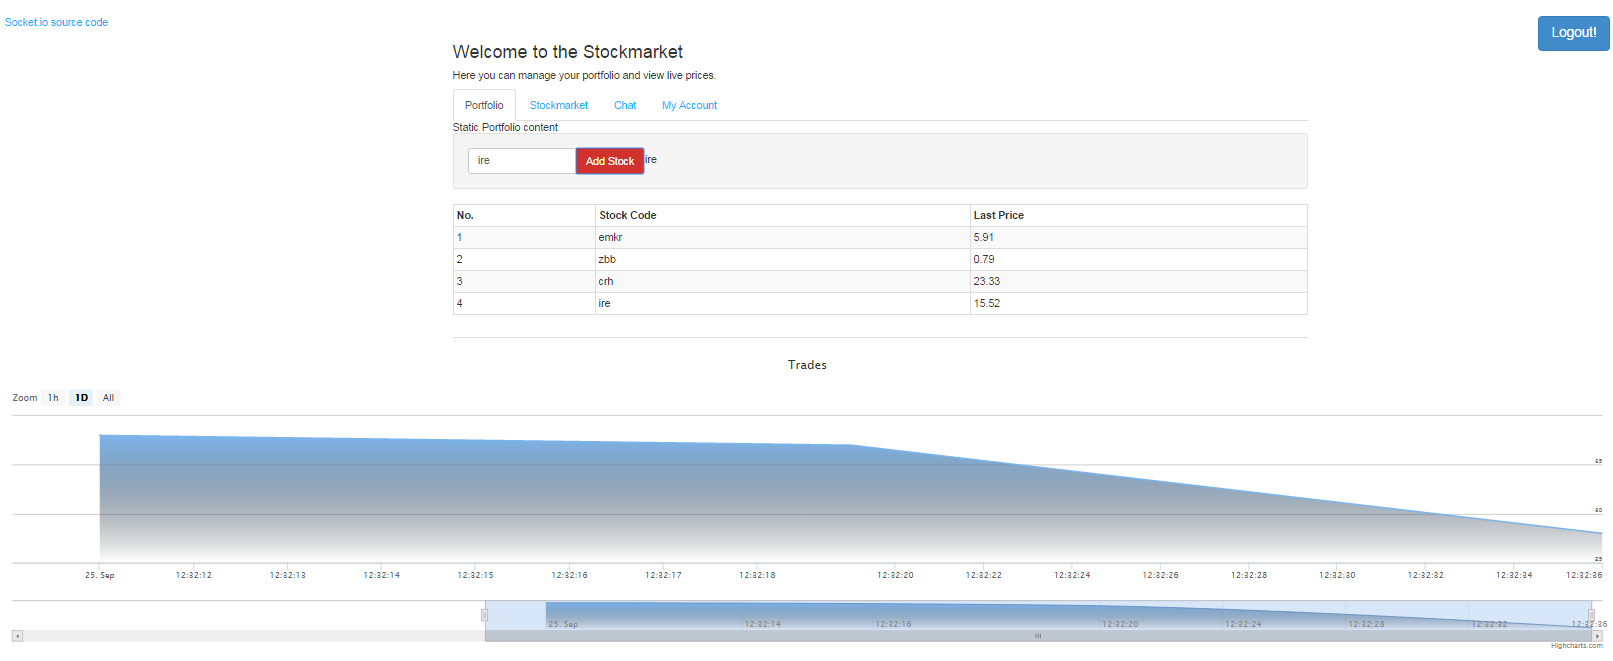 Socket.io source code
Logout!
Welcome to the Stockmarket
Here you can manage your portfolio and view live prices.
Portfolio Stockmarket Chat My Account
Static Portfolio content
ire Add Stock ire
No. Stock Code Last Price
1 emkr 5.91
2 zbb 0.79
3 crh 23.33
4 ire 15.52
Trades
Zoom 1h 1D All
25. Sep 12:32:12 12:32:13 12:32:14 12:32:15 12:32:16 12:32:17 12:32:18 12:32:20 12:32:22 12:32:24 12:32:26 12:32:28 12:32:30 12:32:32 12:32:34 12:32:36
25. Sep 12:32:14 12:32:16 12:32:20 12:32:24 12:32:28 12:32:32 12:32:36
Highcharts.com